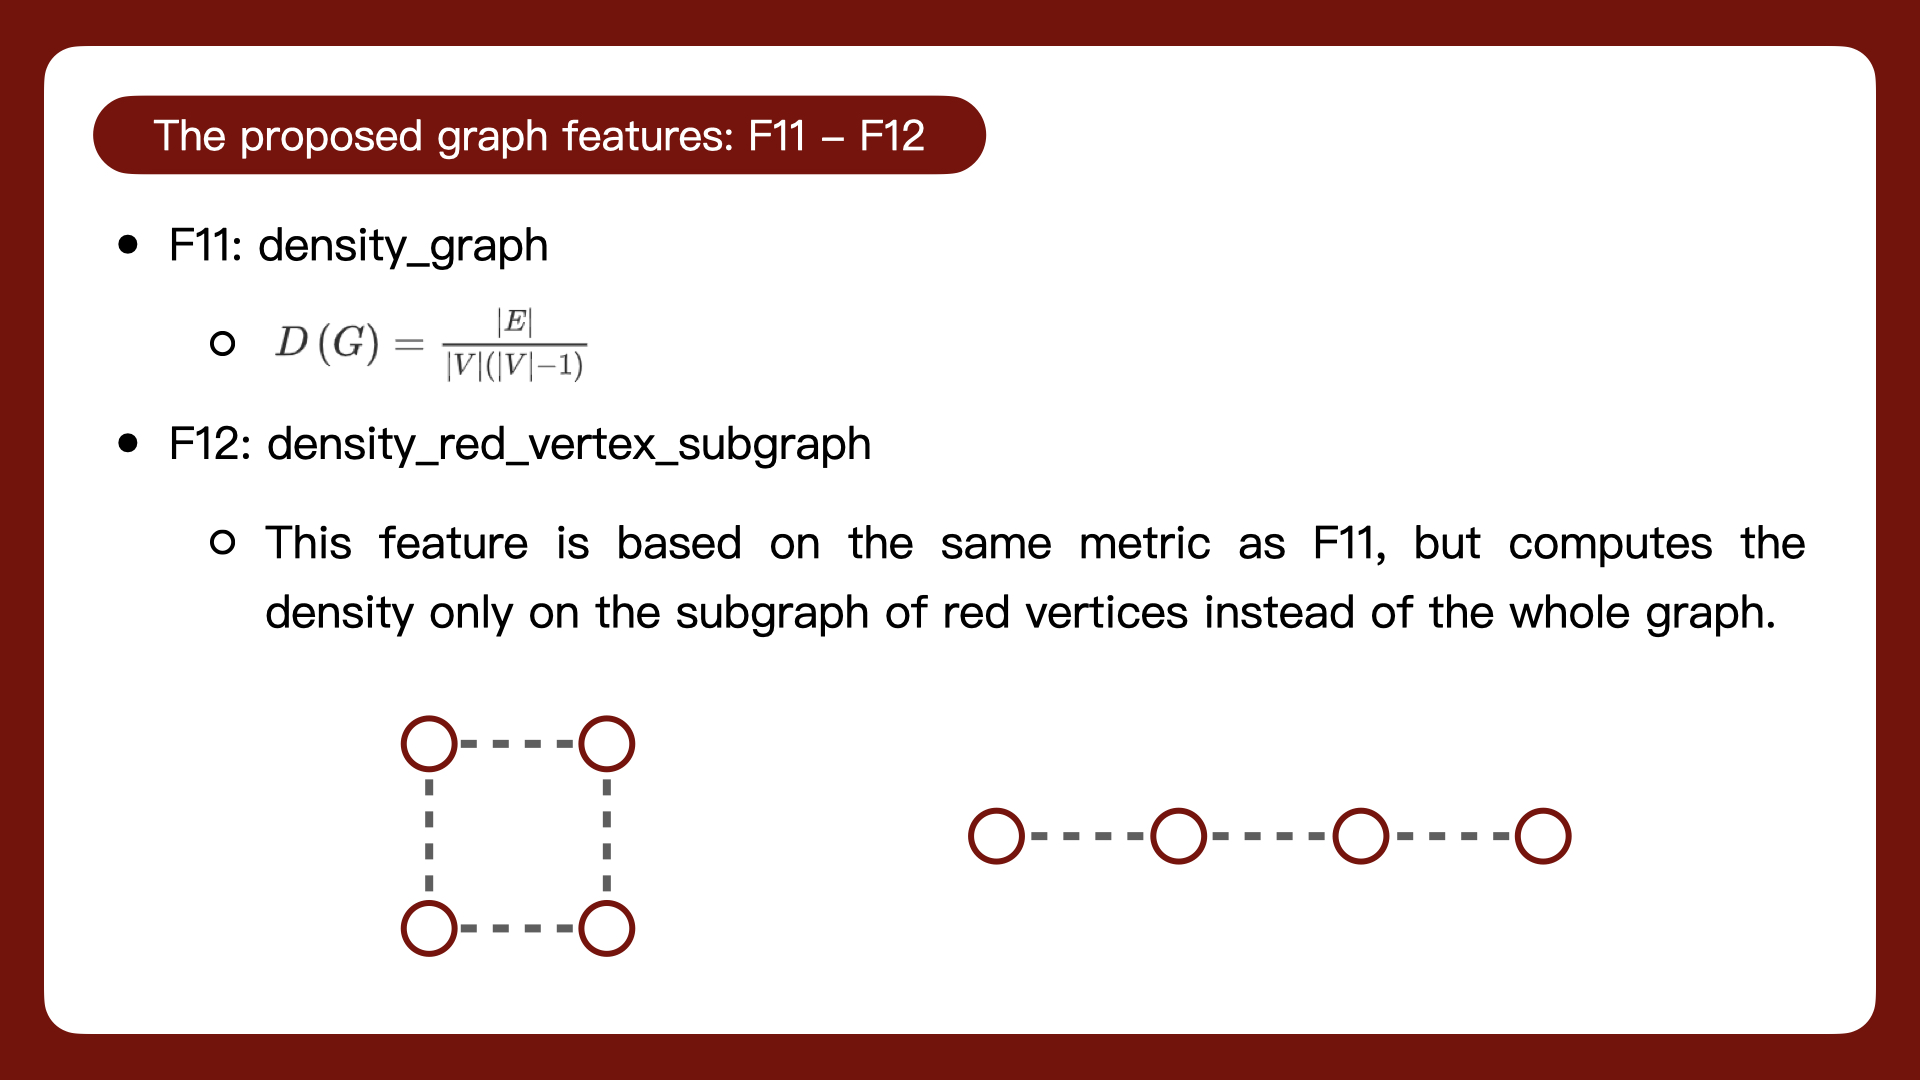 The proposed graph features: F11 – F12
● F11: density_graph
○ D (G) = |E| / |V|(|V|−1)
● F12: density_red_vertex_subgraph
○ This feature is based on the same metric as F11, but computes the
density only on the subgraph of red vertices instead of the whole graph.